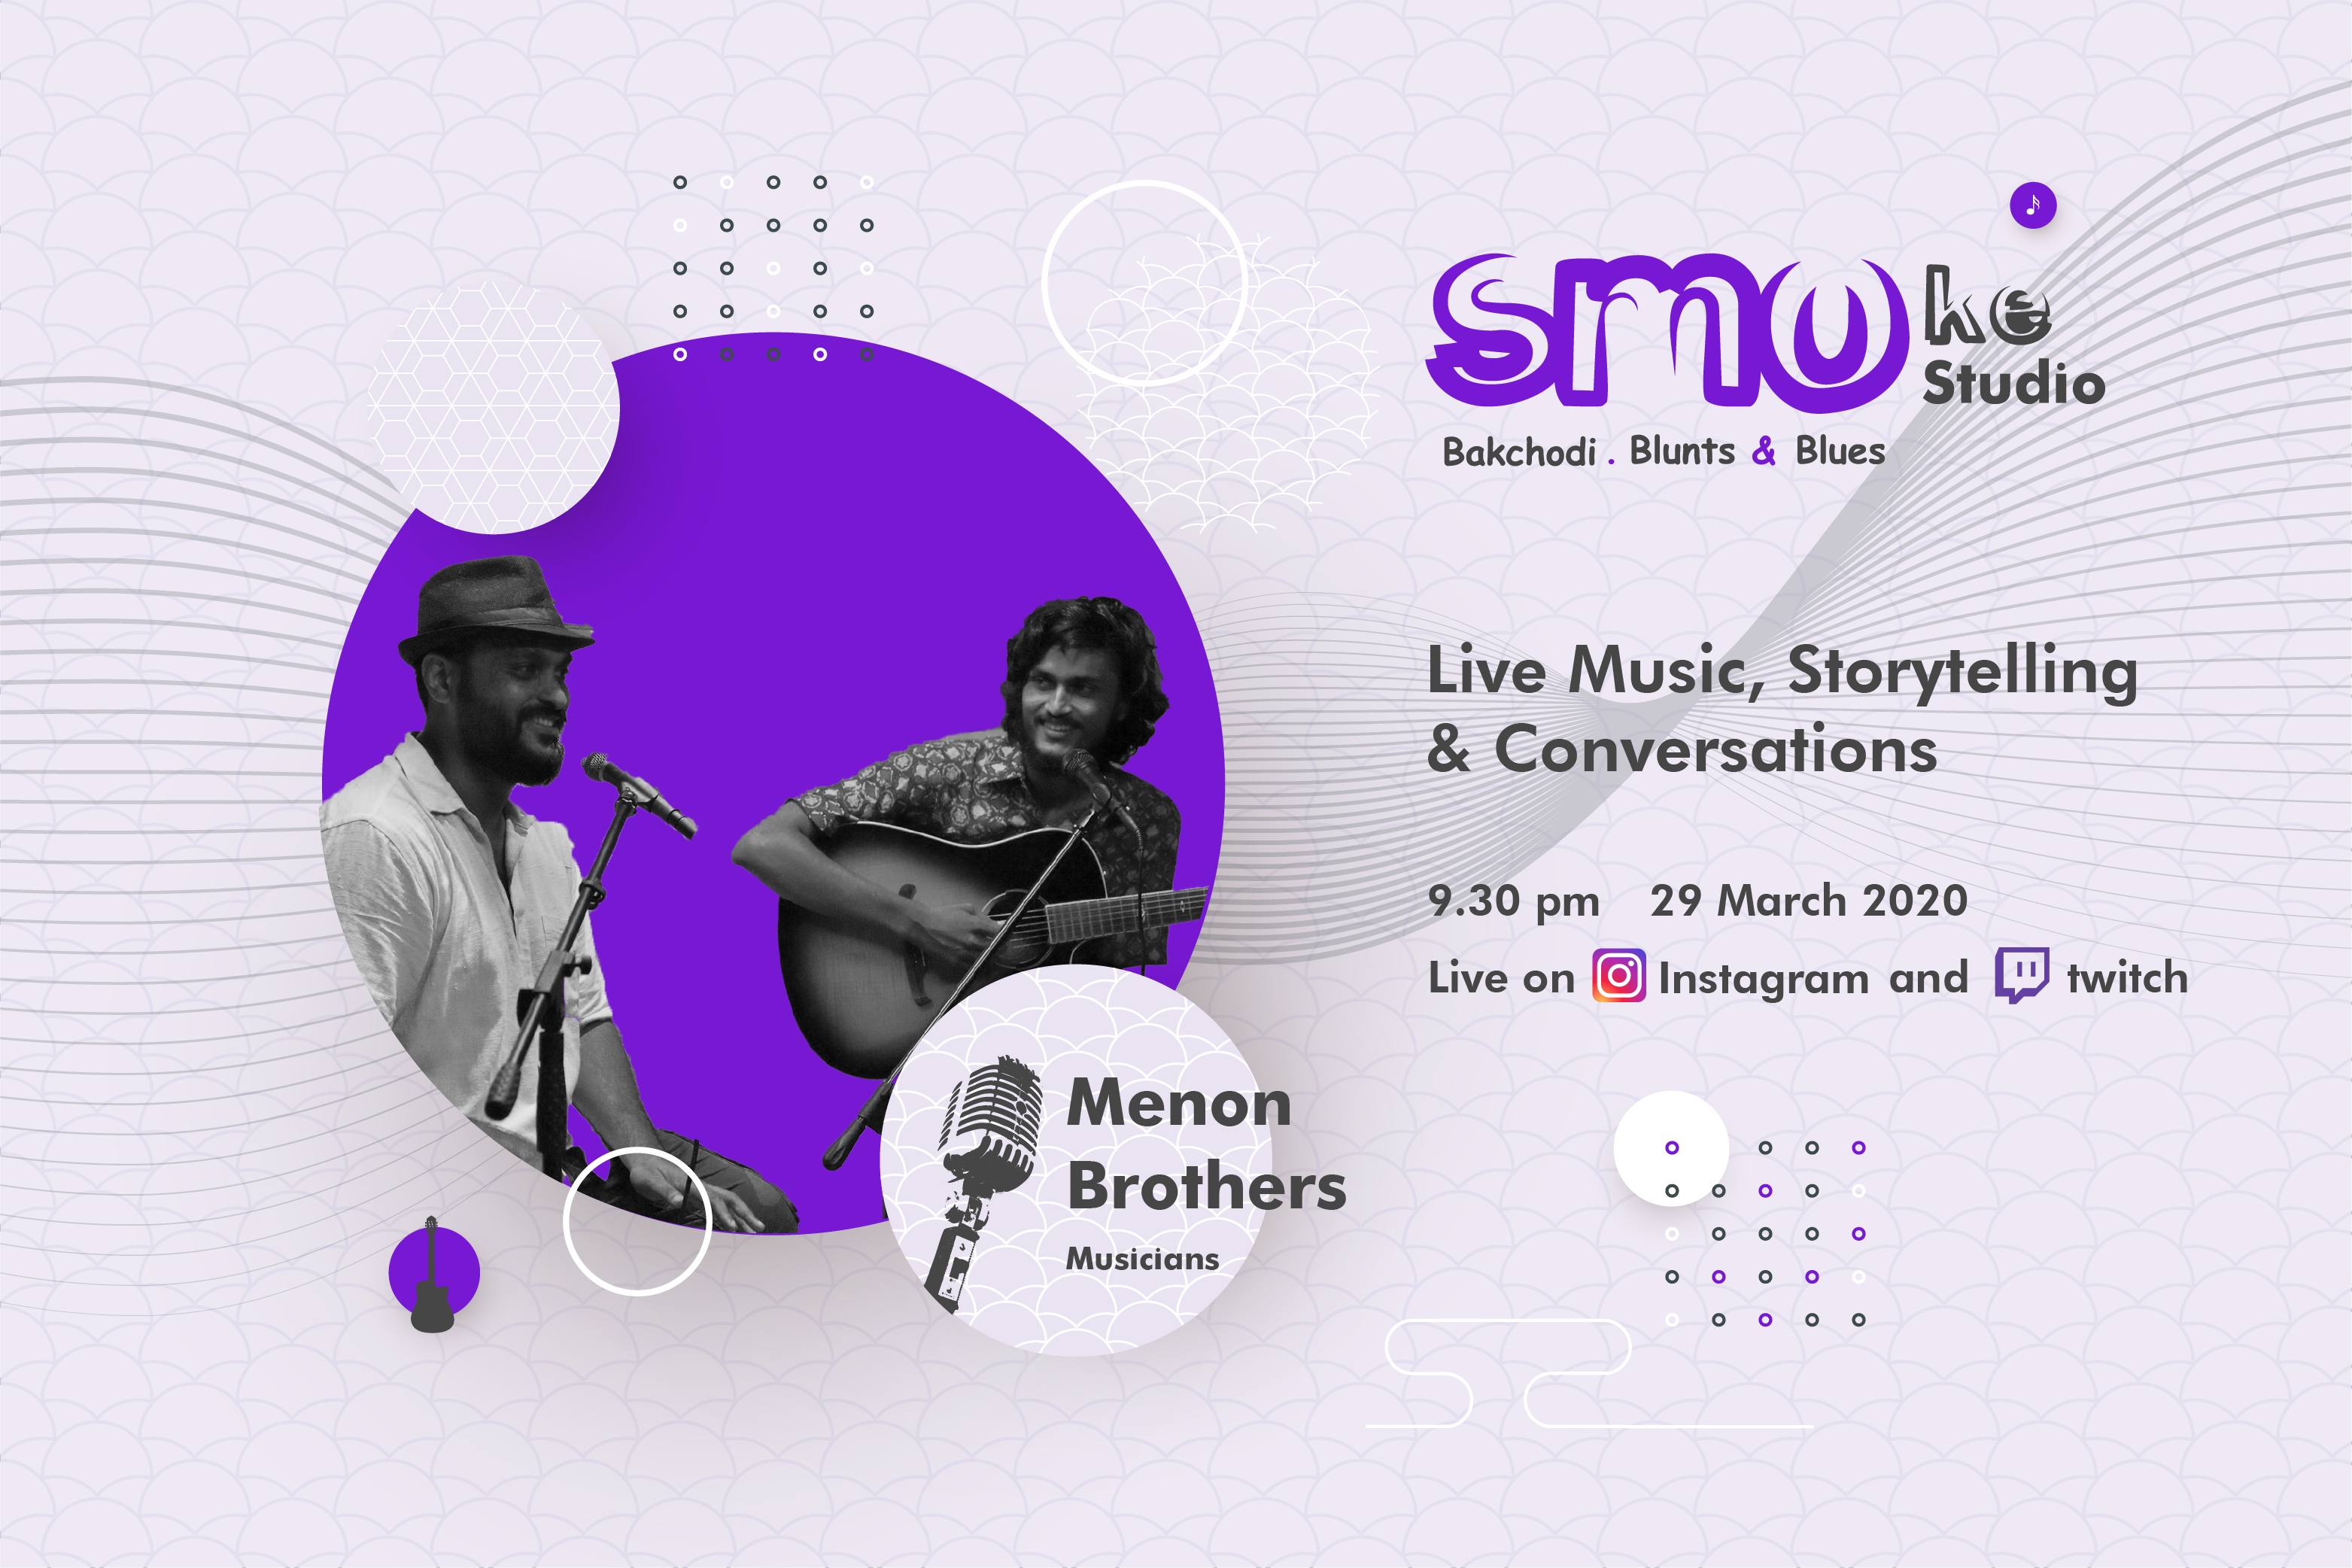 smoke
Studio
Bakchodi . Blunts & Blues
Live Music, Storytelling
& Conversations
9.30 pm 29 March 2020
Live on Instagram and twitch
Menon
Brothers
Musicians